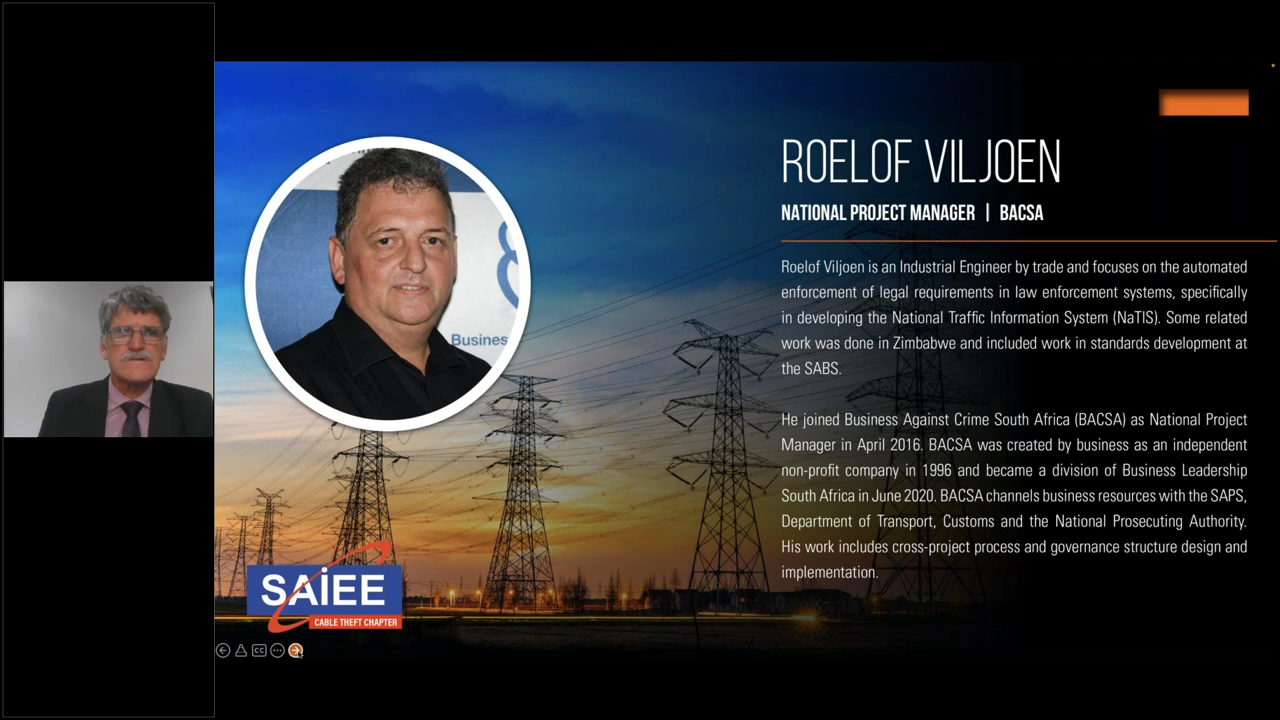 ROELOF VILJOEN
NATIONAL PROJECT MANAGER | BACSA
Roelof Viljoen is an Industrial Engineer by trade and focuses on the automated
enforcement of legal requirements in law enforcement systems, specifically
in developing the National Traffic Information System (NaTIS). Some related
work was done in Zimbabwe and included work in standards development at
the SABS.
He joined Business Against Crime South Africa (BACSA) as National Project
Manager in April 2016. BACSA was created by business as an independent
non-profit company in 1996 and became a division of Business Leadership
South Africa in June 2020. BACSA channels business resources with the SAPS,
Department of Transport, Customs and the National Prosecuting Authority.
His work includes cross-project process and governance structure design and
implementation.
Business
SAiEE
CABLE THEFT CHAPTER
CC